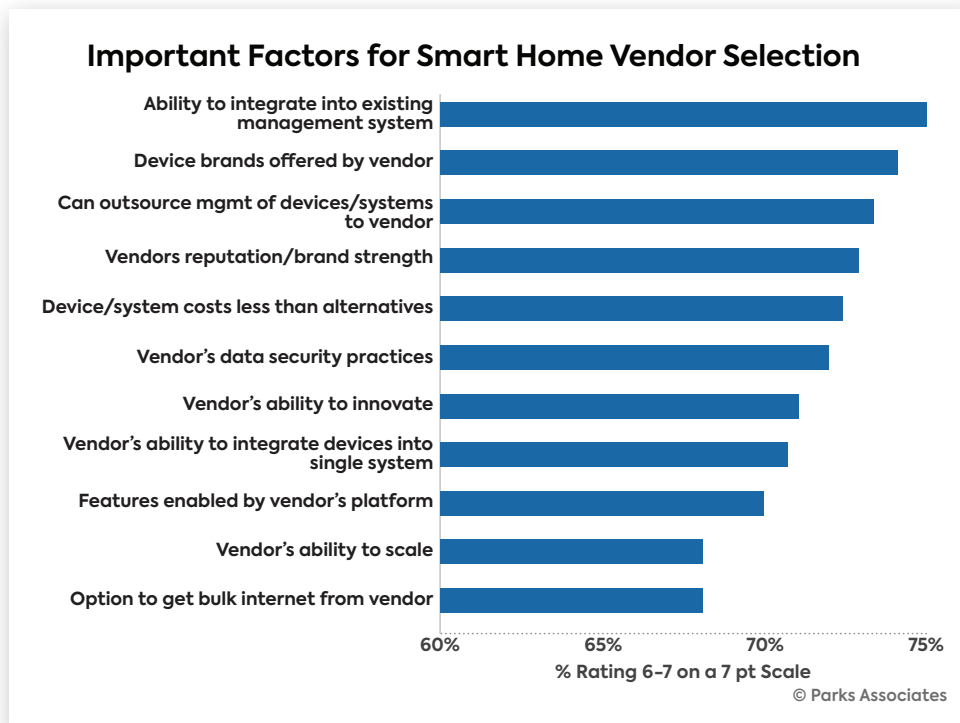 Important Factors for Smart Home Vendor Selection
Ability to integrate into existing
management system
Device brands offered by vendor
Can outsource mgmt of devices/systems
to vendor
Vendors reputation/brand strength
Device/system costs less than alternatives
Vendor’s data security practices
Vendor’s ability to innovate
Vendor’s ability to integrate devices into
single system
Features enabled by vendor’s platform
Vendor’s ability to scale
Option to get bulk internet from vendor
60% 65% 70% 75%
% Rating 6-7 on a 7 pt Scale
© Parks Associates